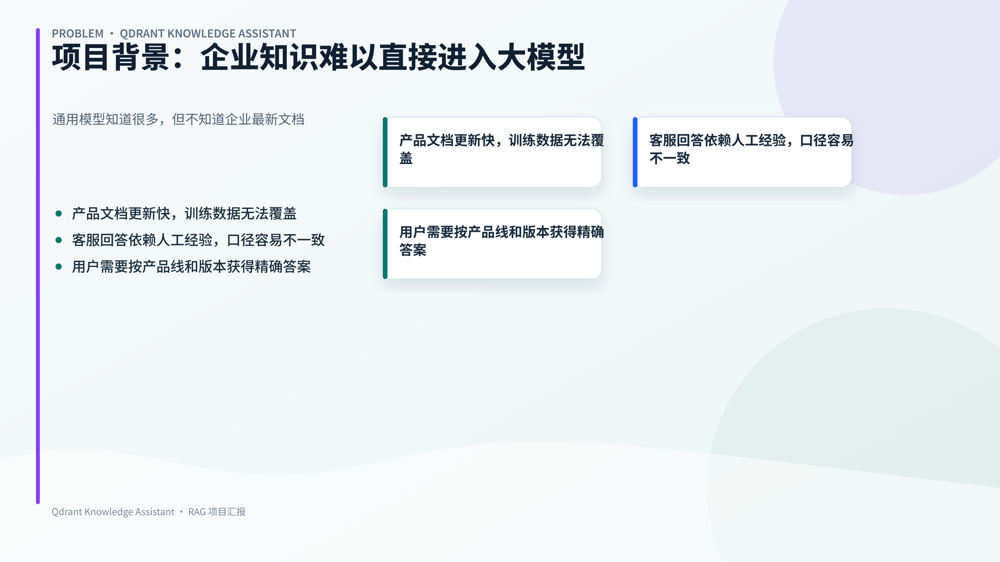 PROBLEM • QDRANT KNOWLEDGE ASSISTANT
项目背景：企业知识难以直接进入大模型
通用模型知道很多，但不知道企业最新文档
产品文档更新快，训练数据无法覆盖
客服回答依赖人工经验，口径容易不一致
用户需要按产品线和版本获得精确答案
产品文档更新快，训练数据无法覆
盖
客服回答依赖人工经验，口径容易
不一致
用户需要按产品线和版本获得精确
答案
Qdrant Knowledge Assistant • RAG 项目汇报